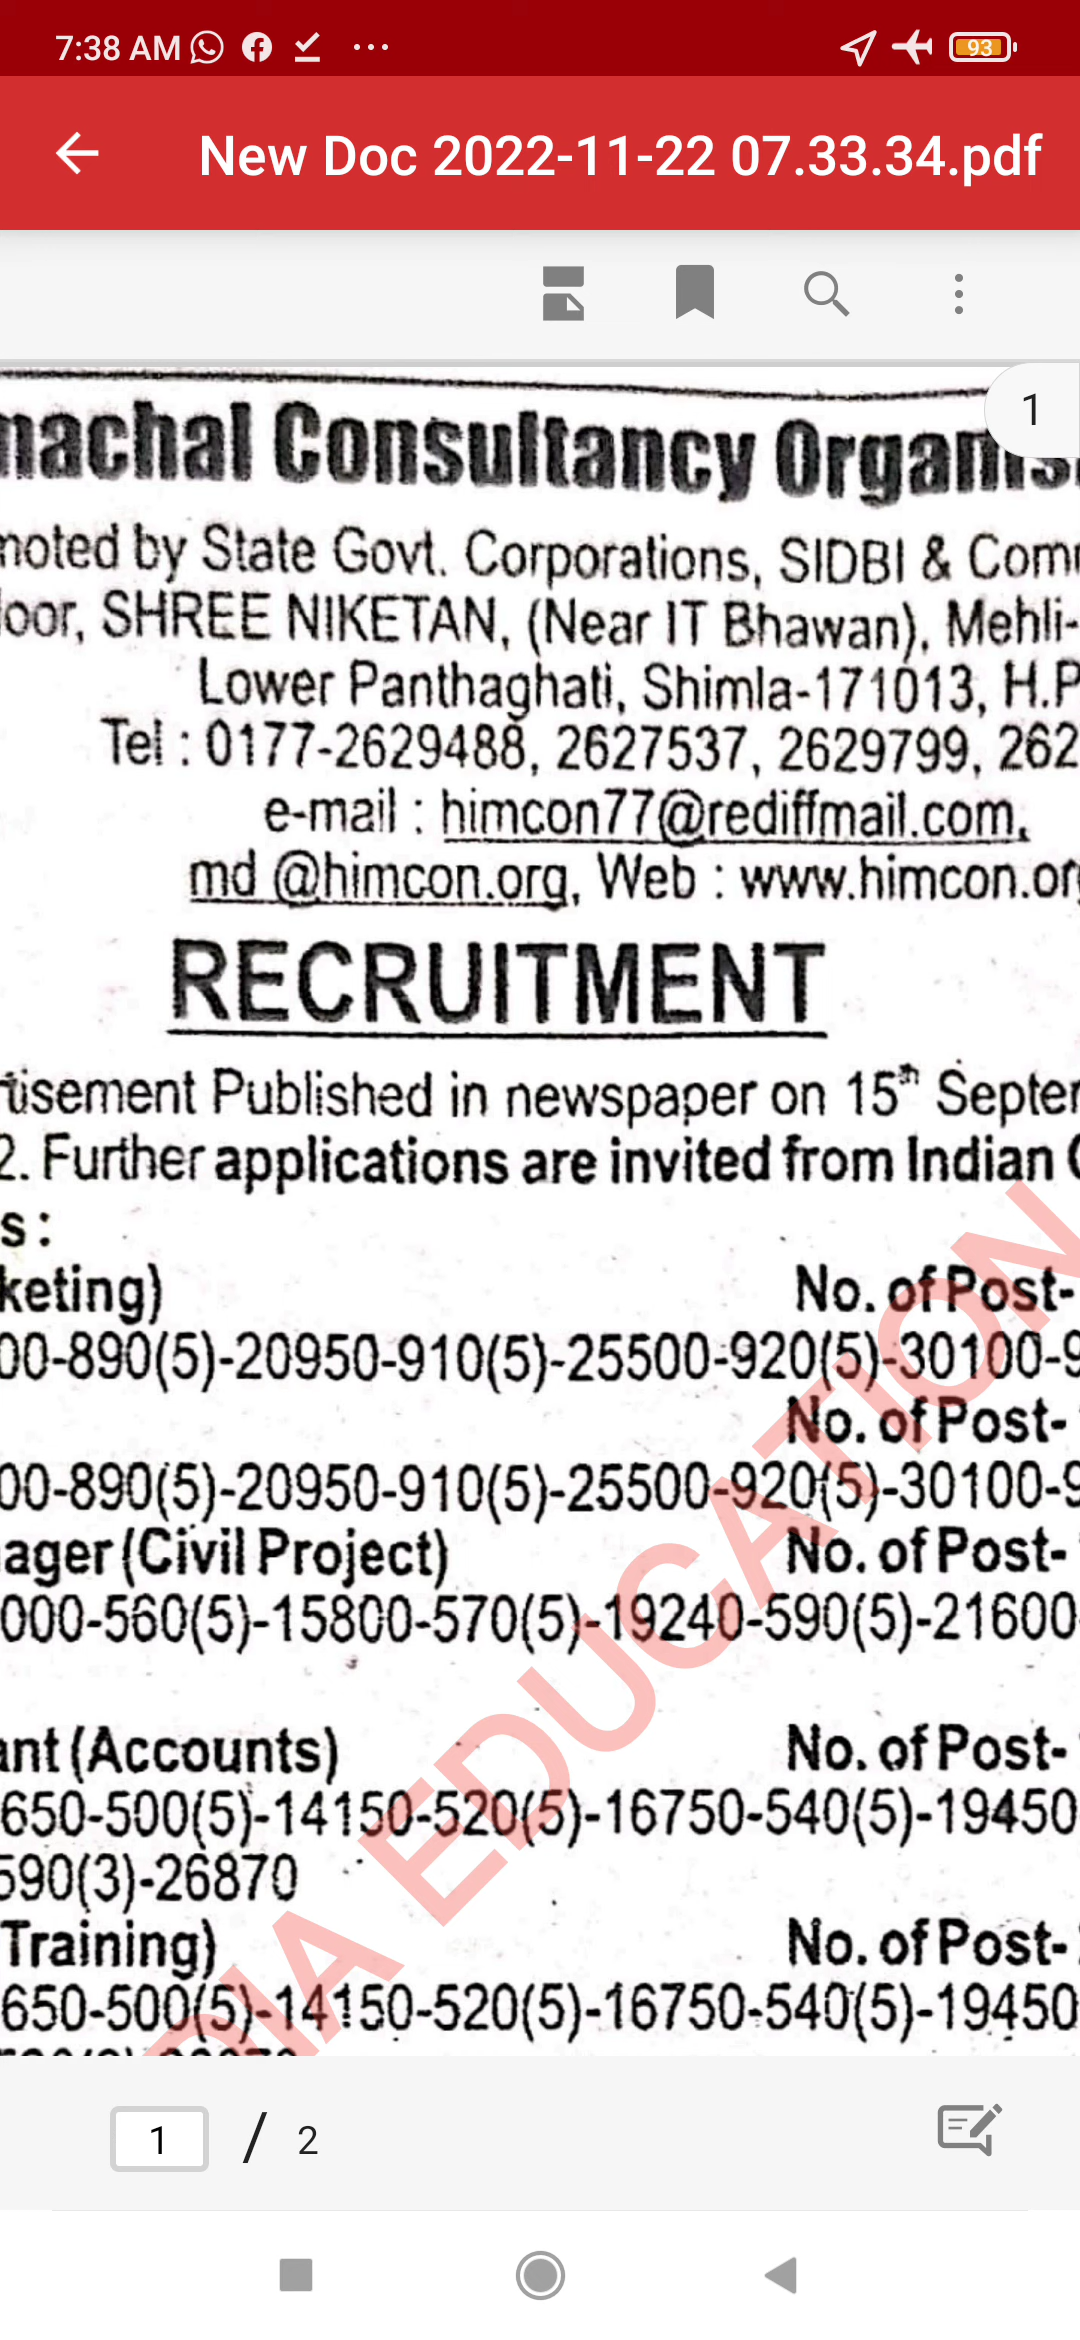 7:38 AM
93
New Doc 2022-11-22 07.33.34.pdf
1
machal Consultancy Organis
moted by State Govt. Corporations, SIDBI & Com
loor, SHREE NIKETAN, (Near IT Bhawan), Mehli-
Lower Panthaghati, Shimla-171013, H.P
Tel : 0177-2629488, 2627537, 2629799, 262
e-mail : himcon77@rediffmail.com,
md @himcon.org, Web : www.himcon.or
RECRUITMENT
rtisement Published in newspaper on 15th Septe
2. Further applications are invited from Indian
s :
keting) No. of Post-
00-890(5)-20950-910(5)-25500-920(5)-30100-9
No. of Post-
00-890(5)-20950-910(5)-25500-920(5)-30100-9
ager (Civil Project) No. of Post-
000-560(5)-15800-570(5)-19240-590(5)-21600
ant (Accounts) No. of Post-
650-500(5)-14150-520(5)-16750-540(5)-19450
590(3)-26870
Training) No. of Post-
650-500(5)-14150-520(5)-16750-540(5)-19450
DIA EDUCATION
1 / 2